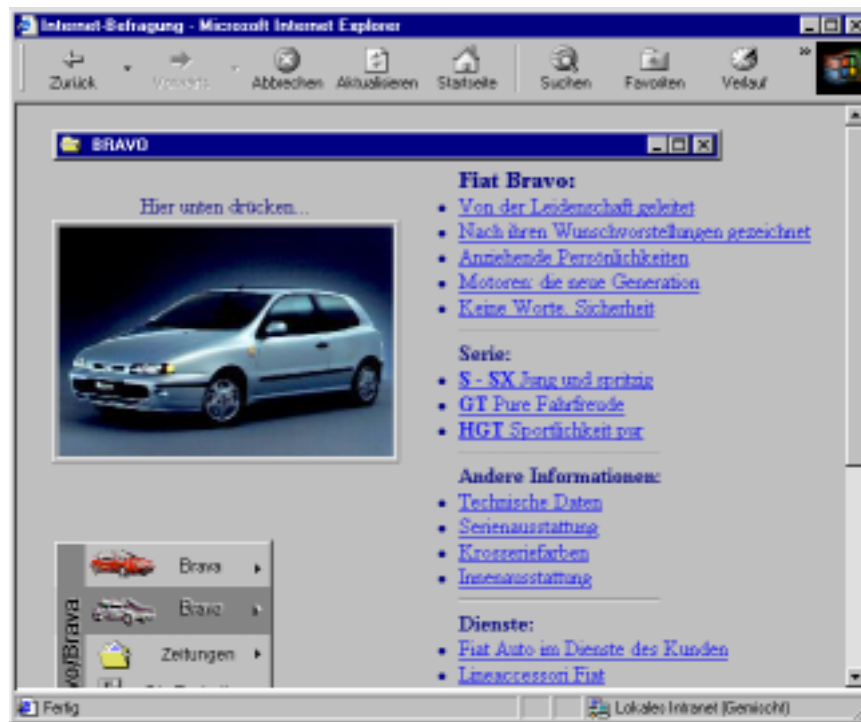 Internet-Befragung - Microsoft Internet Explorer
Zurück
Vorwärts
Abbrechen
Aktualisieren
Startseite
Suchen
Favoriten
Verlauf
»
BRAVO
Hier unten drücken...
Fiat Bravo:
Von der Leidenschaft geleitet
Nach ihren Wunschvorstellungen gezeichnet
Anziehende Persönlichkeiten
Motoren: die neue Generation
Keine Worte. Sicherheit
Serie:
S - SX Jung und spritzig
GT Pure Fahrfreude
HGT Sportlichkeit pur
Andere Informationen:
Technische Daten
Serienausstattung
Krosseriefarben
Innenausstattung
Dienste:
Fiat Auto im Dienste des Kunden
Lineaccessori Fiat
Brava
Bravo
Zeitungen
vo/Brava
Fertig
Lokales Intranet (Gemischt)